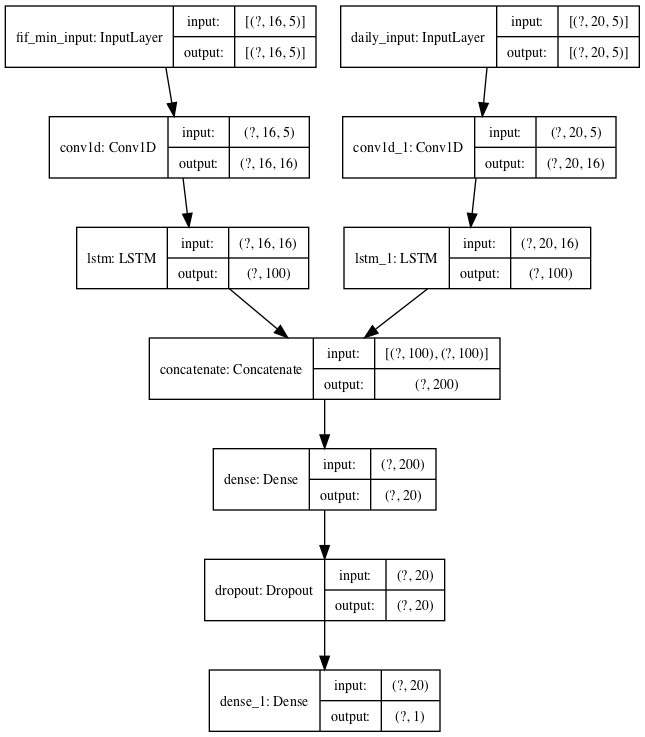 fif_min_input: InputLayer
input: [(?, 16, 5)]
output: [(?, 16, 5)]
daily_input: InputLayer
input: [(?, 20, 5)]
output: [(?, 20, 5)]
conv1d: Conv1D
input: (?, 16, 5)
output: (?, 16, 16)
conv1d_1: Conv1D
input: (?, 20, 5)
output: (?, 20, 16)
lstm: LSTM
input: (?, 16, 16)
output: (?, 100)
lstm_1: LSTM
input: (?, 20, 16)
output: (?, 100)
concatenate: Concatenate
input: [(?, 100), (?, 100)]
output: (?, 200)
dense: Dense
input: (?, 200)
output: (?, 20)
dropout: Dropout
input: (?, 20)
output: (?, 20)
dense_1: Dense
input: (?, 20)
output: (?, 1)